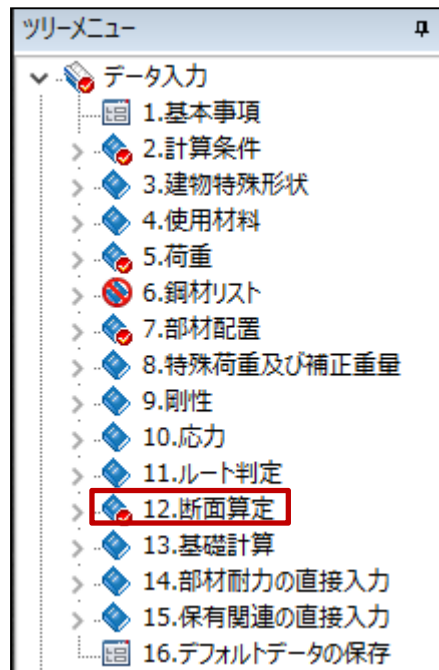 ツリーメニュー
データ入力
1.基本事項
2.計算条件
3.建物特殊形状
4.使用材料
5.荷重
6.鋼材リスト
7.部材配置
8.特殊荷重及び補正重量
9.剛性
10.応力
11.ルート判定
12.断面算定
13.基礎計算
14.部材耐力の直接入力
15.保有関連の直接入力
16.デフォルトデータの保存